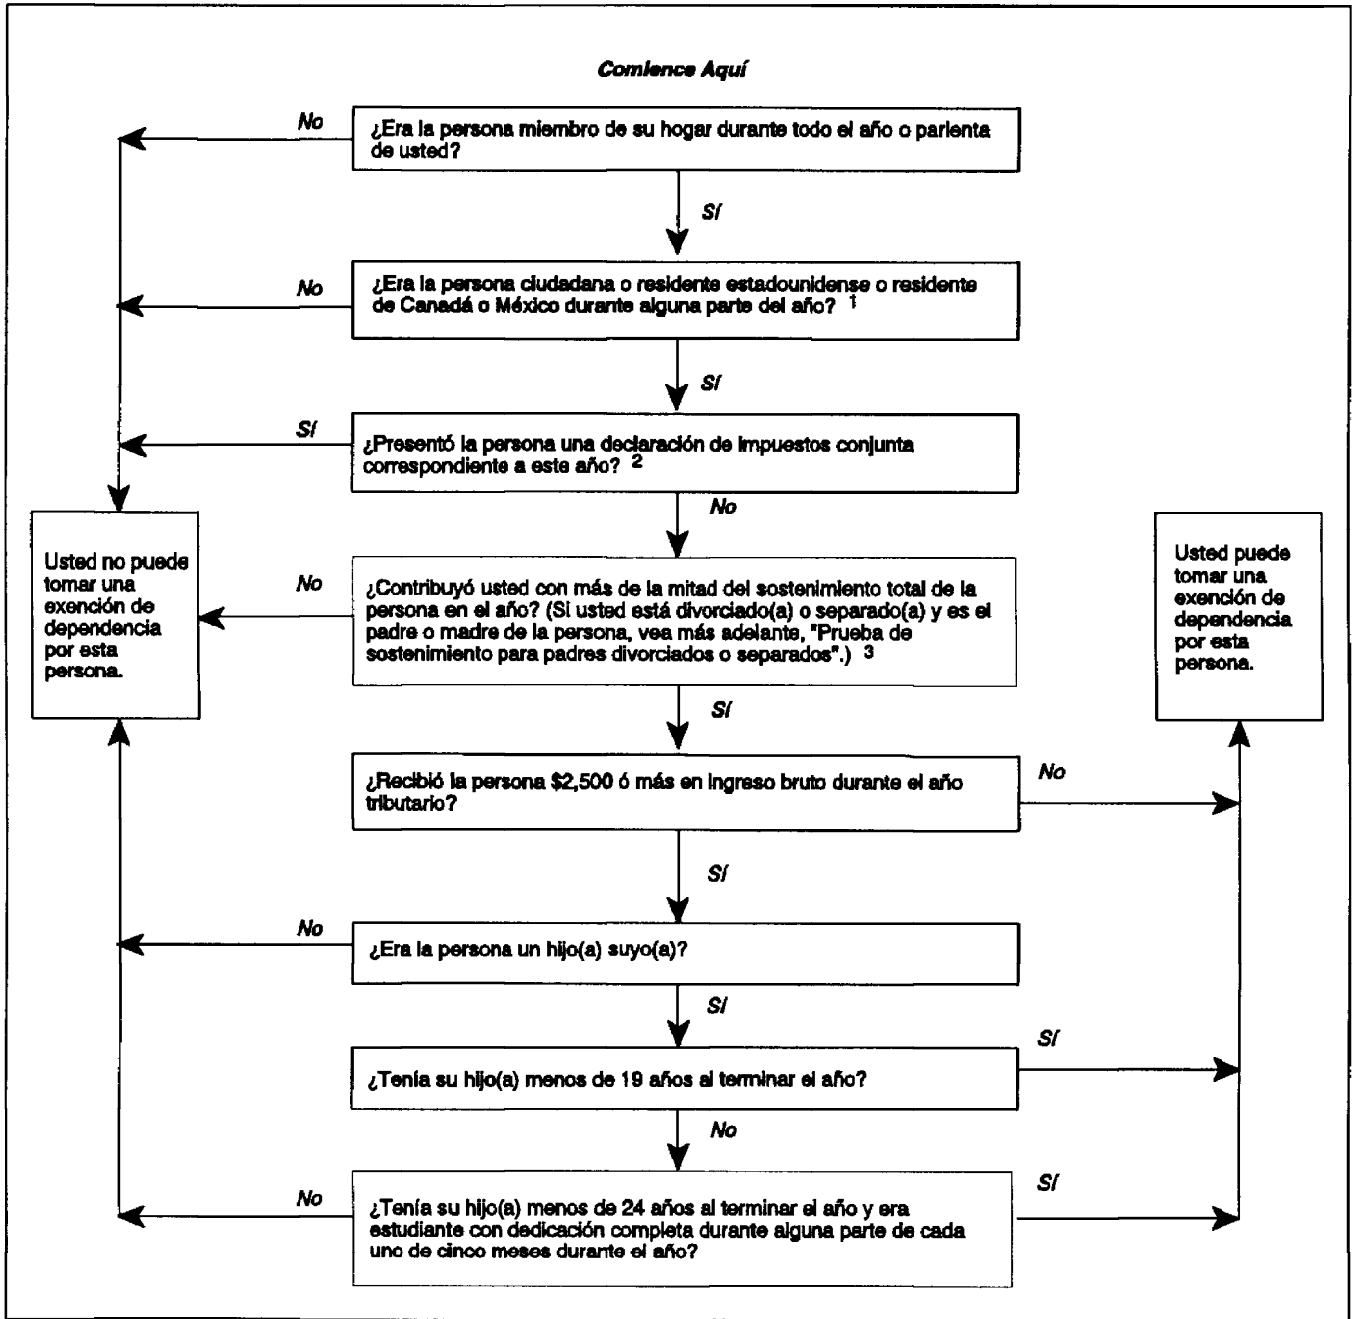 Comience Aquí
No
¿Era la persona miembro de su hogar durante todo el año o parienta
de usted?
Sí
No
¿Era la persona ciudadana o residente estadounidense o residente
de Canadá o México durante alguna parte del año? 1
Sí
Sí
¿Presentó la persona una declaración de impuestos conjunta
correspondiente a este año? 2
No
Usted no puede
tomar una
exención de
dependencia
por esta
persona.
No
¿Contribuyó usted con más de la mitad del sostenimiento total de la
persona en el año? (Si usted está divorciado(a) o separado(a) y es el
padre o madre de la persona, vea más adelante, "Prueba de
sostenimiento para padres divorciados o separados".) 3
Usted puede
tomar una
exención de
dependencia
por esta
persona.
Sí
¿Recibió la persona $2,500 ó más en ingreso bruto durante el año
tributario?
No
Sí
No
¿Era la persona un hijo(a) suyo(a)?
Sí
¿Tenía su hijo(a) menos de 19 años al terminar el año?
Sí
No
No
¿Tenía su hijo(a) menos de 24 años al terminar el año y era
estudiante con dedicación completa durante alguna parte de cada
uno de cinco meses durante el año?
Sí